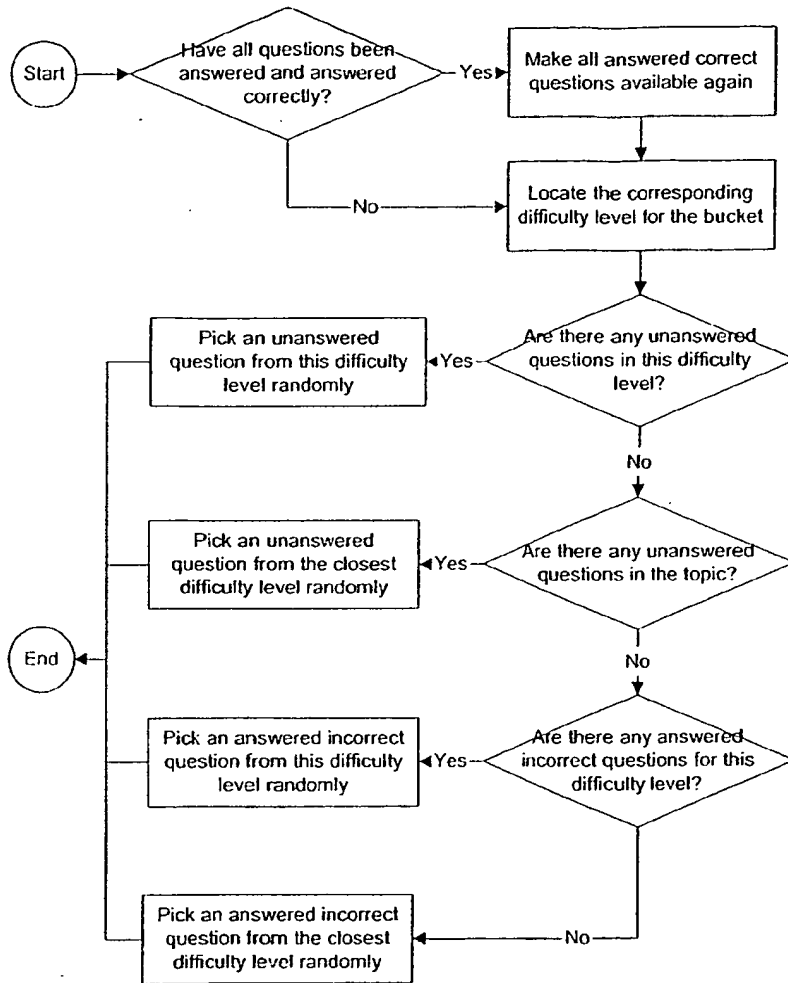 Start
Have all questions been
answered and answered
correctly?
Yes
Make all answered correct
questions available again
No
Locate the corresponding
difficulty level for the bucket
Are there any unanswered
questions in this difficulty
level?
Yes
Pick an unanswered
question from this difficulty
level randomly
No
Are there any unanswered
questions in the topic?
Yes
Pick an unanswered
question from the closest
difficulty level randomly
End
No
Are there any answered
incorrect questions for this
difficulty level?
Yes
Pick an answered incorrect
question from this difficulty
level randomly
No
Pick an answered incorrect
question from the closest
difficulty level randomly